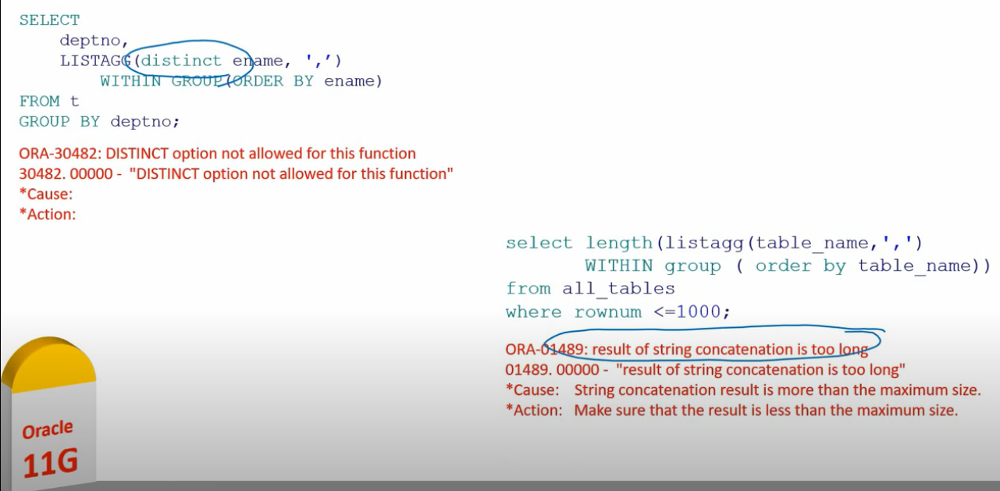 SELECT
deptno,
LISTAGG(distinct ename, ',')
WITHIN GROUP(ORDER BY ename)
FROM t
GROUP BY deptno;
ORA-30482: DISTINCT option not allowed for this function
30482. 00000 - "DISTINCT option not allowed for this function"
*Cause:
*Action:
select length(listagg(table_name,',')
WITHIN group ( order by table_name))
from all_tables
where rownum <=1000;
ORA-01489: result of string concatenation is too long
01489. 00000 - "result of string concatenation is too long"
*Cause: String concatenation result is more than the maximum size.
*Action: Make sure that the result is less than the maximum size.
Oracle
11G